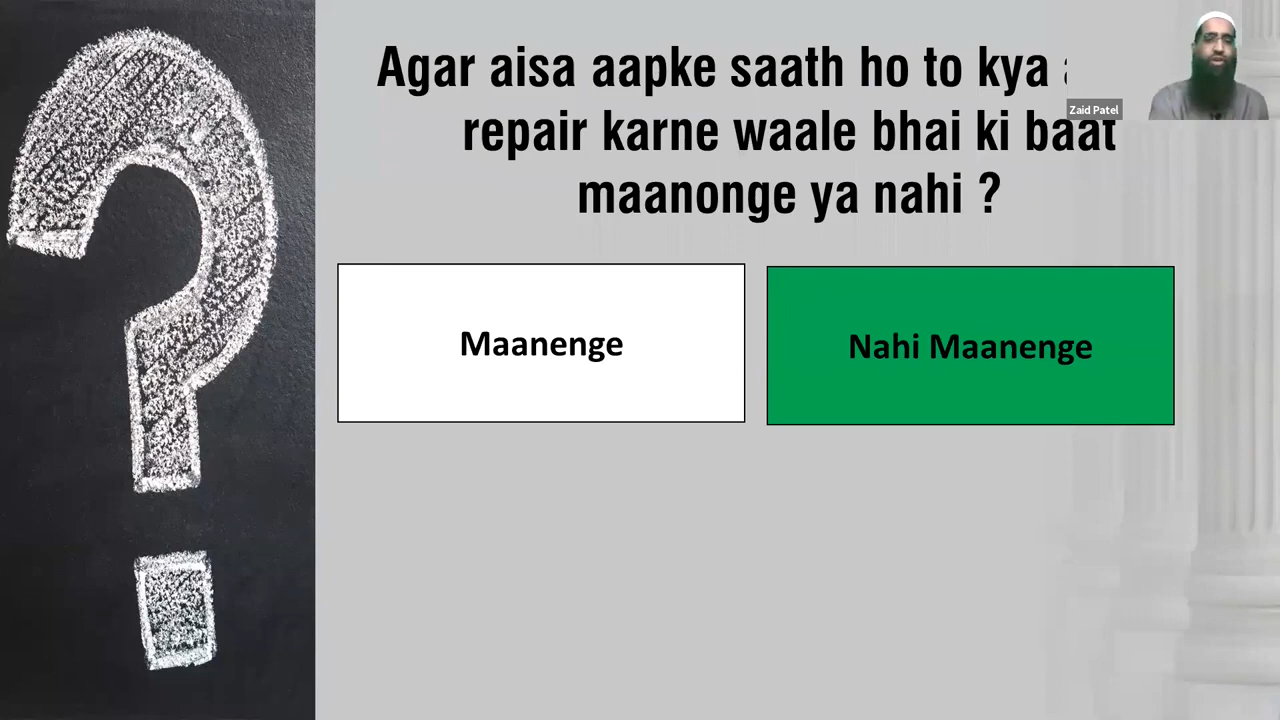 Agar aisa aapke saath ho to kya
repair karne waale bhai ki baat
maanonge ya nahi ?
Zaid Patel
Maanenge
Nahi Maanenge